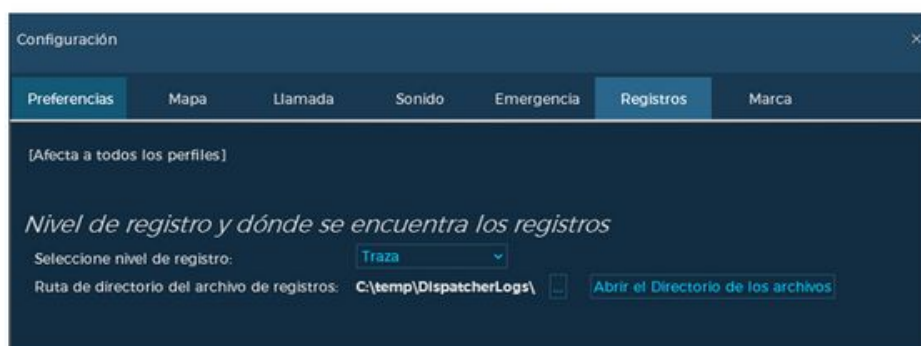 Configuración
×
Preferencias Mapa Llamada Sonido Emergencia Registros Marca
[Afecta a todos los perfiles]
Nivel de registro y dónde se encuentra los registros
Seleccione nivel de registro: Traza
Ruta de directorio del archivo de registros: C:\temp\DispatcherLogs\ ... Abrir el Directorio de los archivos